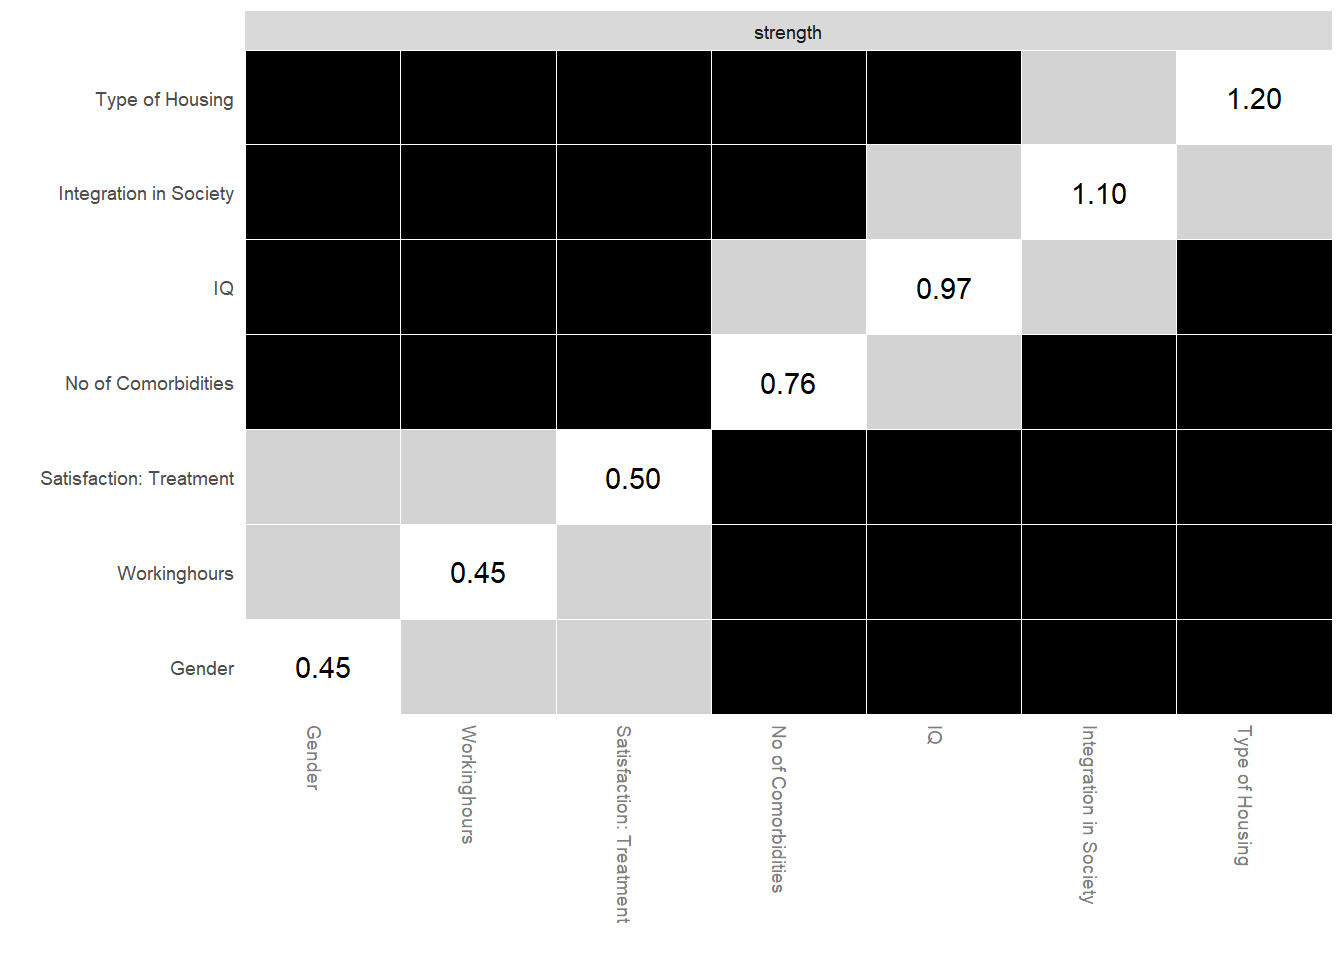 strength
Type of Housing
1.20
Integration in Society
1.10
IQ
0.97
No of Comorbidities
0.76
Satisfaction: Treatment
0.50
Workinghours
0.45
Gender
0.45
Gender
Workinghours
Satisfaction: Treatment
No of Comorbidities
IQ
Integration in Society
Type of Housing